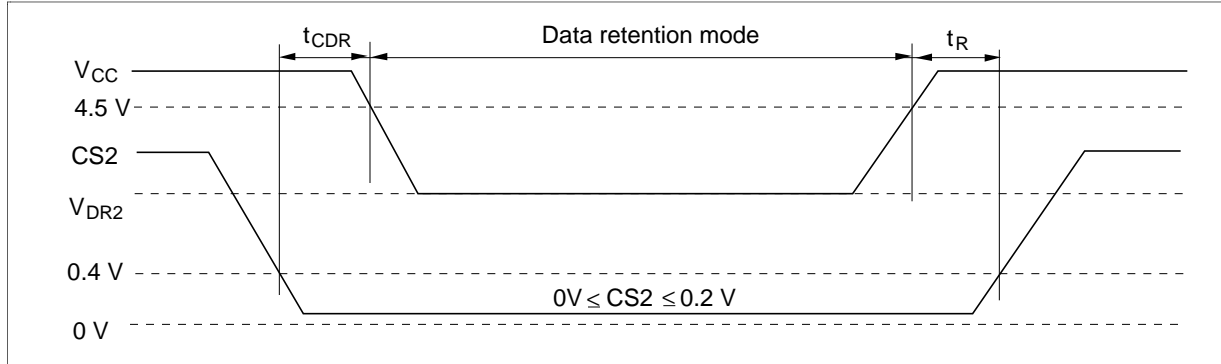 tCDR
Data retention mode
tR
VCC
4.5 V
CS2
VDR2
0.4 V
0V ≤ CS2 ≤ 0.2 V
0 V